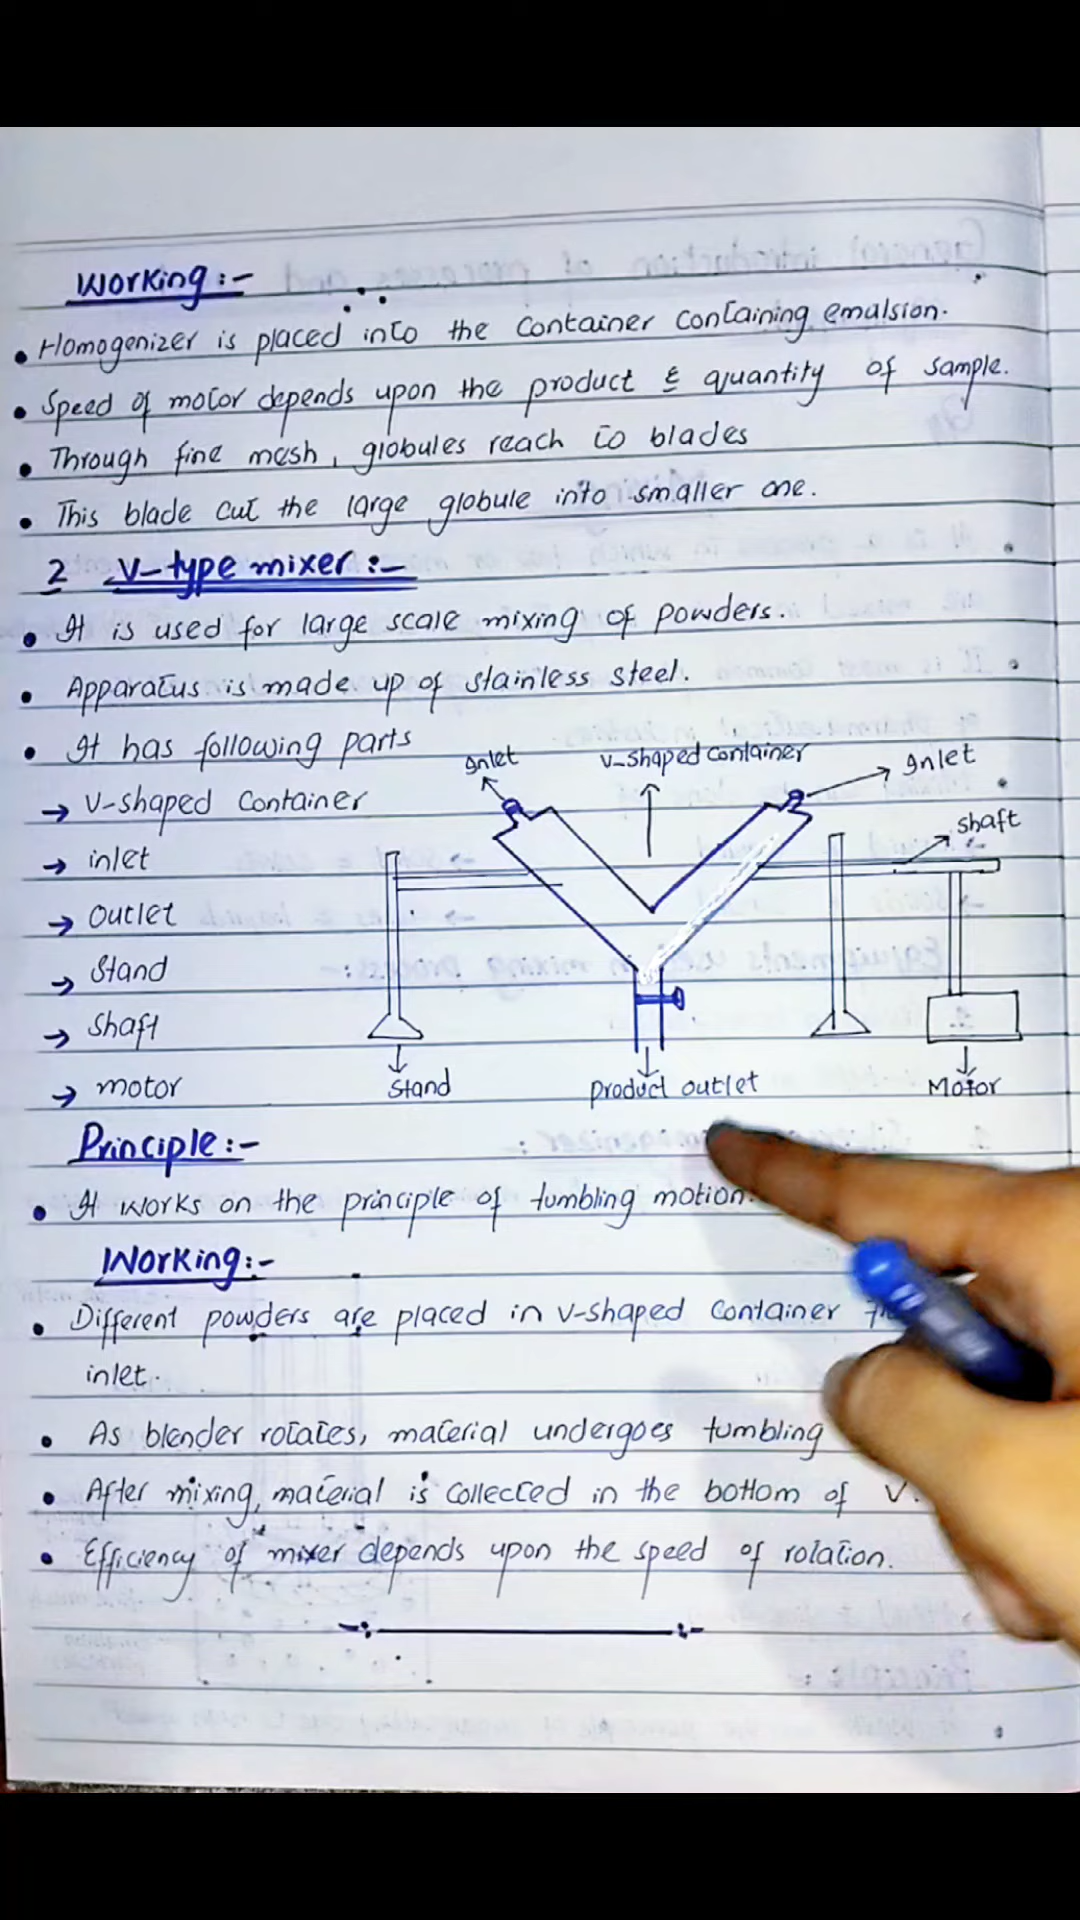 Working:-
• Homogenizer is placed into the container containing emulsion.
• Speed of motor depends upon the product & quantity of sample.
• Through fine mesh, globules reach to blades
• This blade cut the large globule into smaller one.
2 V-type mixer:-
• It is used for large scale mixing of powders.
• Apparatus is made up of stainless steel.
• It has following parts
Inlet V-shaped container Inlet
→ V-shaped container
shaft
→ inlet
→ outlet
→ Stand
→ Shaft
→ motor
Stand product outlet Motor
Principle:-
• It works on the principle of tumbling motion.
Working:-
• Different powders are placed in V-shaped container
inlet.
• As blender rotates, material undergoes tumbling
• After mixing, material is collected in the bottom of V.
• Efficiency of mixer depends upon the speed of rotation.